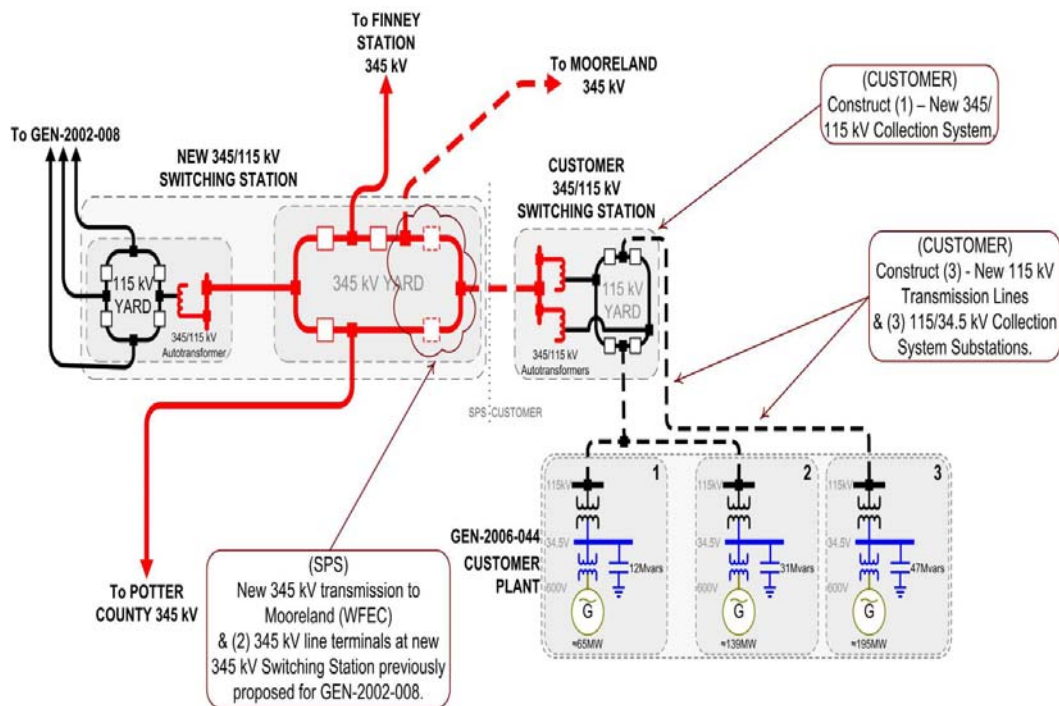 To FINNEY
STATION
345 kV
To MOORELAND
345 kV
(CUSTOMER)
Construct (1) – New 345/
115 kV Collection System.
To GEN-2002-008
NEW 345/115 kV
SWITCHING STATION
CUSTOMER
345/115 kV
SWITCHING STATION
(CUSTOMER)
Construct (3) - New 115 kV
Transmission Lines
& (3) 115/34.5 kV Collection
System Substations.
115 kV
YARD
345 kV YARD
115 kV
YARD
345/115 kV
Autotransformer
345/115 kV
Autotransformers
SPS
CUSTOMER
1
2
3
115kV
115kV
115kV
GEN-2006-044
CUSTOMER
PLANT
34.5V
34.5V
34.5V
12Mvars
31Mvars
47Mvars
600V
600V
600V
G
G
G
≈65MW
≈139MW
≈195MW
To POTTER
COUNTY 345 kV
(SPS)
New 345 kV transmission to
Mooreland (WFEC)
& (2) 345 kV line terminals at new
345 kV Switching Station previously
proposed for GEN-2002-008.